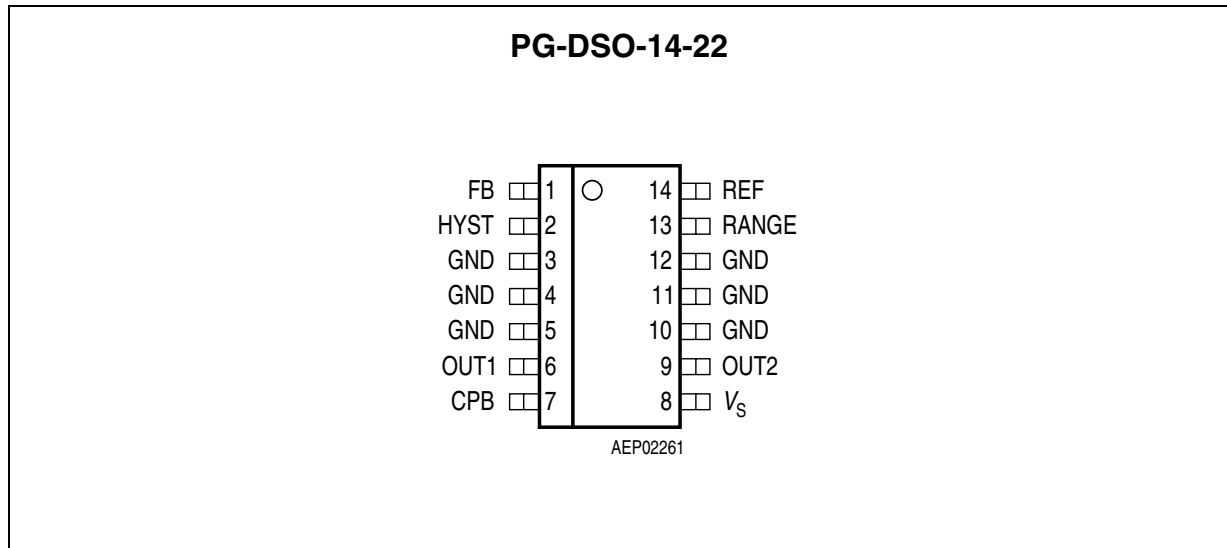 PG-DSO-14-22
FB 1 14 REF
HYST 2 13 RANGE
GND 3 12 GND
GND 4 11 GND
GND 5 10 GND
OUT1 6 9 OUT2
CPB 7 8 VS
AEP02261